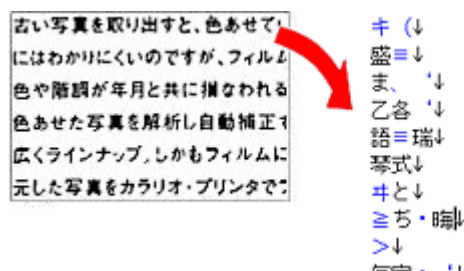 古い写真を取り出すと、色あせてい
にはわかりにくいのですが、フィルム
色や階調が年月と共に損なわれる
色あせた写真を解析し自動補正す
広くラインナップ。しかもフィルムに
元した写真をカラリオ・プリンタでプ
キ (↓
盛≡↓
ま、 ‘↓
乙各 ‘↓
語≡瑞↓
琴式↓
ヰと↓
≧ぢ・晦↓
>↓